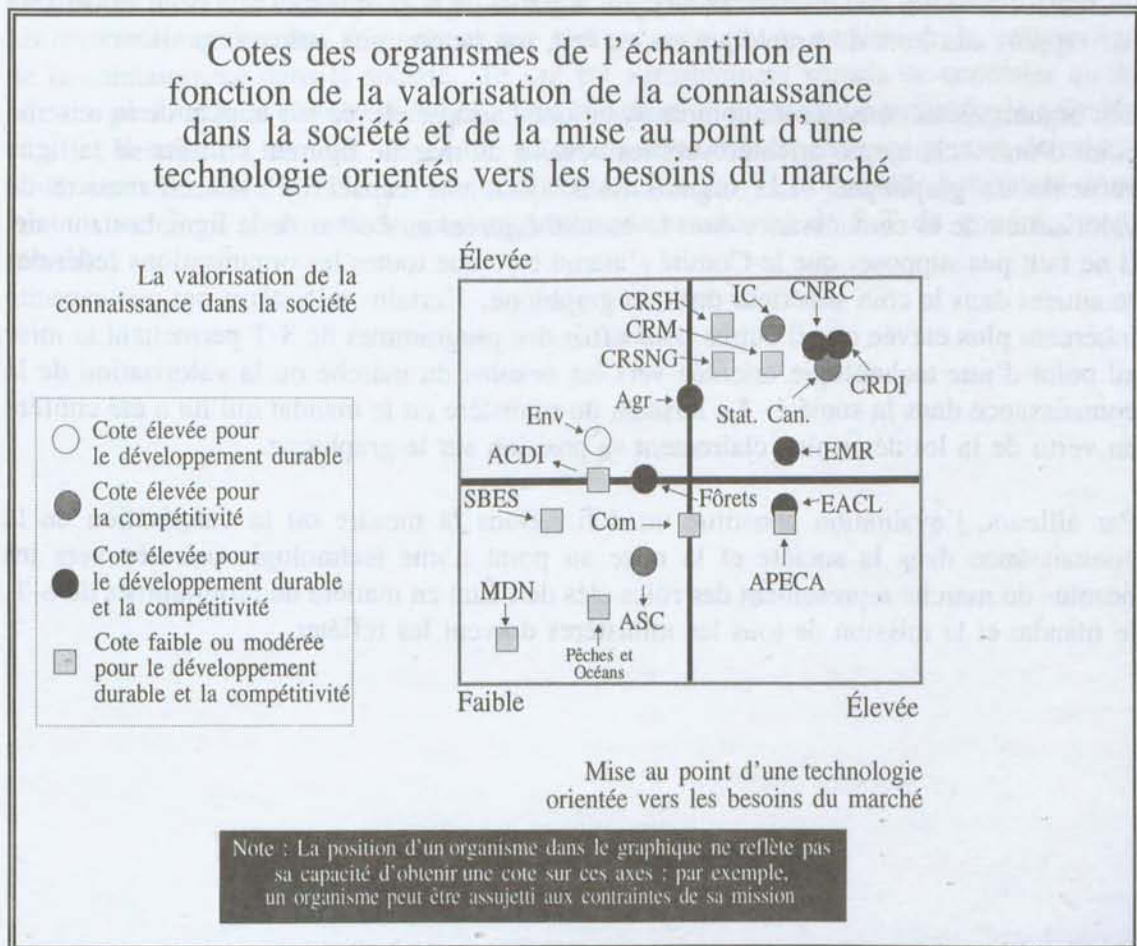 Cotes des organismes de l'échantillon en
fonction de la valorisation de la connaissance
dans la société et de la mise au point d'une
technologie orientés vers les besoins du marché
La valorisation de la
connaissance dans la société
Élevée
CRSH
IC
CNRC
CRM
CRSNG
CRDI
Agr
Stat. Can.
Env
EMR
ACDI
SBES
Fôrets
EACL
Com
APECA
MDN
ASC
Pêches et
Océans
Faible
Élevée
Cote élevée pour
le développement durable
Cote élevée pour
la compétitivité
Cote élevée pour
le développement durable
et la compétitivité
Cote faible ou modérée
pour le développement
durable et la compétitivité
Mise au point d'une technologie
orientée vers les besoins du marché
Note : La position d'un organisme dans le graphique ne reflète pas
sa capacité d'obtenir une cote sur ces axes : par exemple,
un organisme peut être assujetti aux contraintes de sa mission